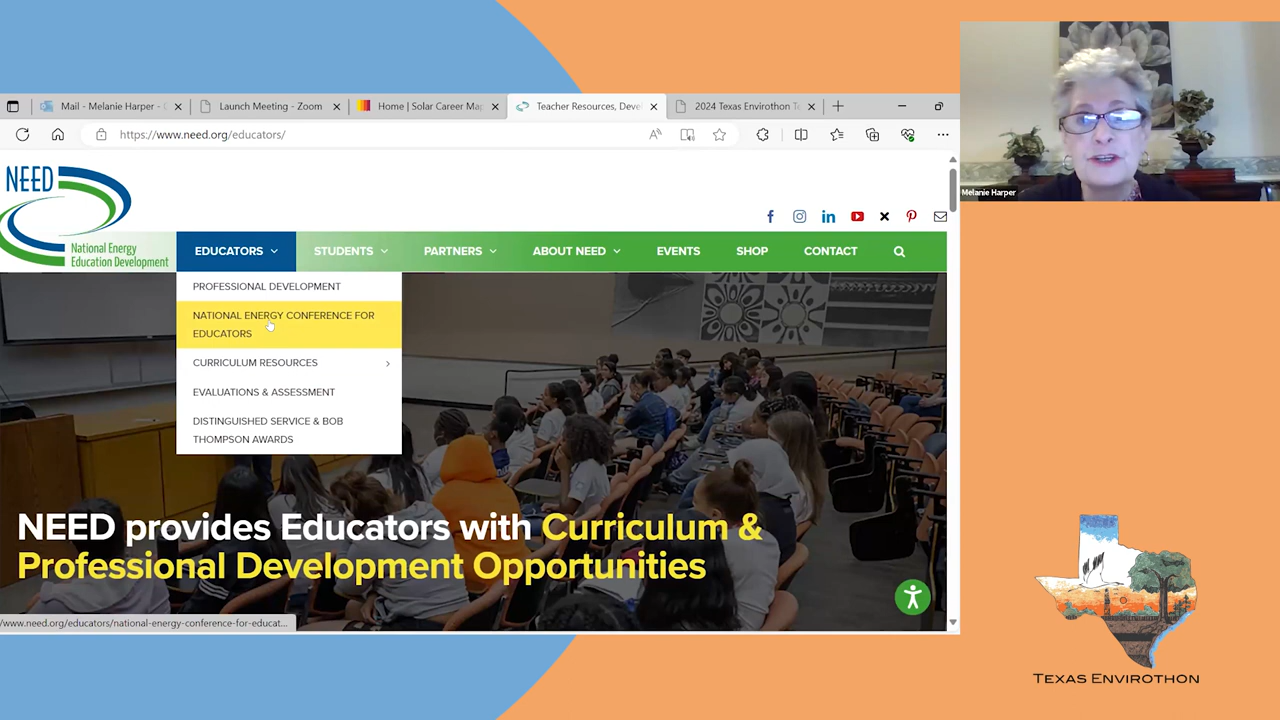 Mail - Melanie Harper -
Launch Meeting - Zoom
Home | Solar Career Map
Teacher Resources, Deve
2024 Texas Envirothon T
https://www.need.org/educators/
NEED
National Energy
Education Development
EDUCATORS
STUDENTS
PARTNERS
ABOUT NEED
EVENTS
SHOP
CONTACT
PROFESSIONAL DEVELOPMENT
NATIONAL ENERGY CONFERENCE FOR
EDUCATORS
CURRICULUM RESOURCES
EVALUATIONS & ASSESSMENT
DISTINGUISHED SERVICE & BOB
THOMPSON AWARDS
NEED provides Educators with Curriculum &
Professional Development Opportunities
/www.need.org/educators/national-energy-conference-for-educat...
Melanie Harper
TEXAS ENVIROTHON